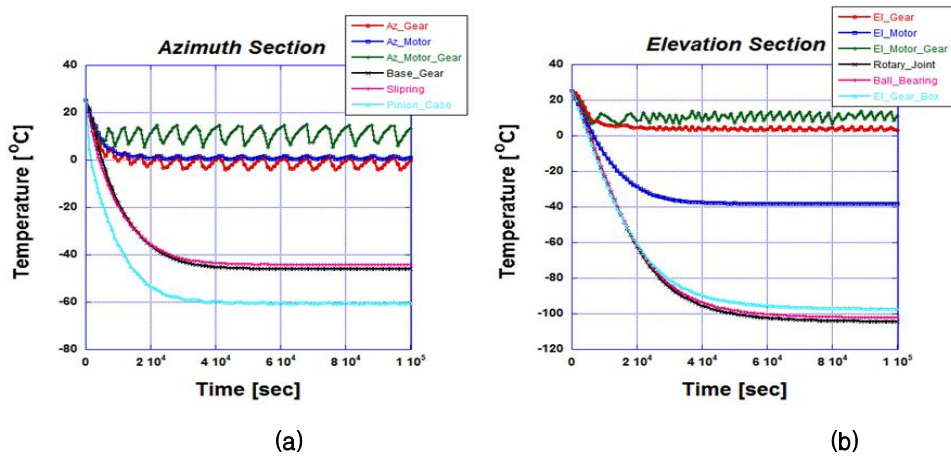 Azimuth Section
Az_Gear
Az_Motor
Az_Motor_Gear
Base_Gear
Slipring
Pinion_Case
Temperature [°C]
40
20
0
-20
-40
-60
-80
0
2 10⁴
4 10⁴
6 10⁴
8 10⁴
1 10⁵
Time [sec]
(a)
Elevation Section
El_Gear
El_Motor
El_Motor_Gear
Rotary_Joint
Ball_Bearing
El_Gear_Box
Temperature [°C]
40
20
0
-20
-40
-60
-80
-100
-120
0
2 10⁴
4 10⁴
6 10⁴
8 10⁴
1 10⁵
Time [sec]
(b)